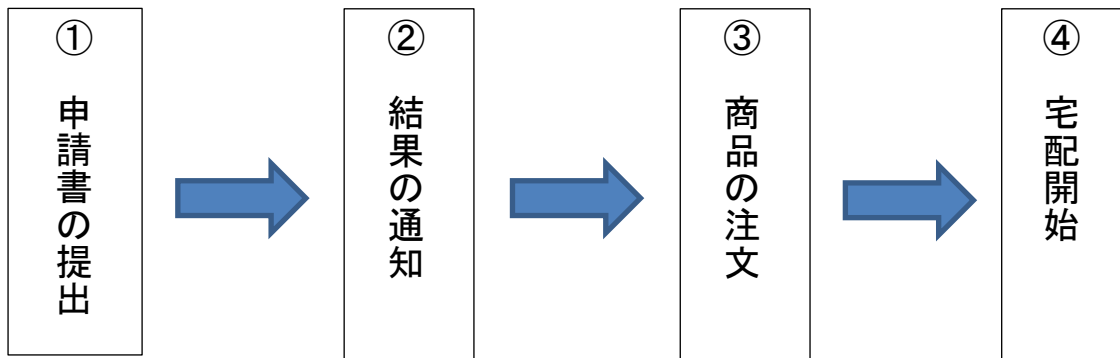 ①
申請書の提出
②
結果の通知
③
商品の注文
④
宅配開始